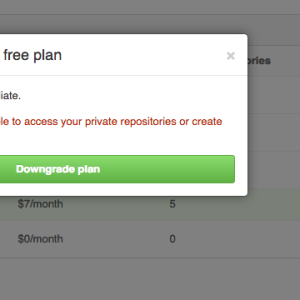 free plan ×
ories
iate.
le to access your private repositories or create
Downgrade plan
$7/month 5
$0/month 0